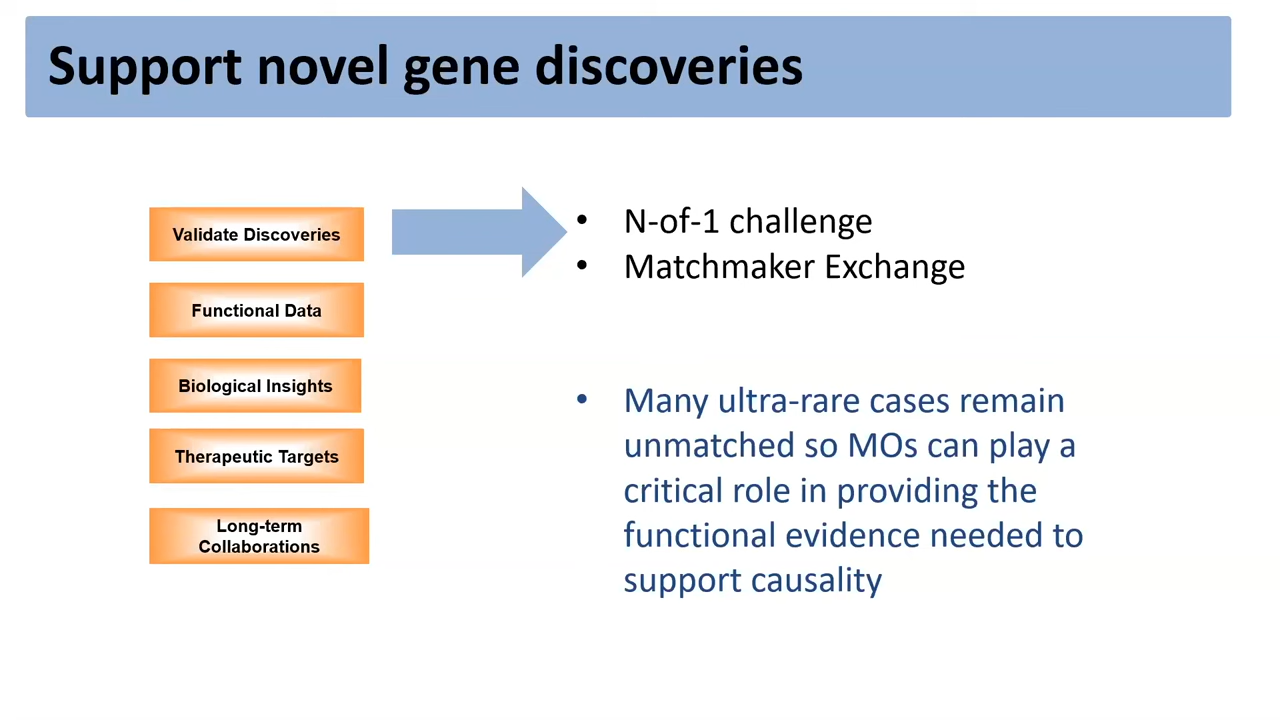 Support novel gene discoveries
Validate Discoveries
Functional Data
Biological Insights
Therapeutic Targets
Long-term
Collaborations
• N-of-1 challenge
• Matchmaker Exchange
• Many ultra-rare cases remain
unmatched so MOs can play a
critical role in providing the
functional evidence needed to
support causality